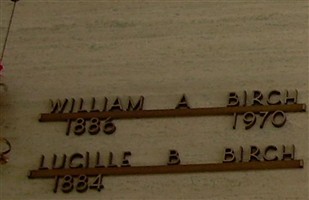 WILLIAM A BIRCH
1886 1970
LUCILLE B BIRCH
1884